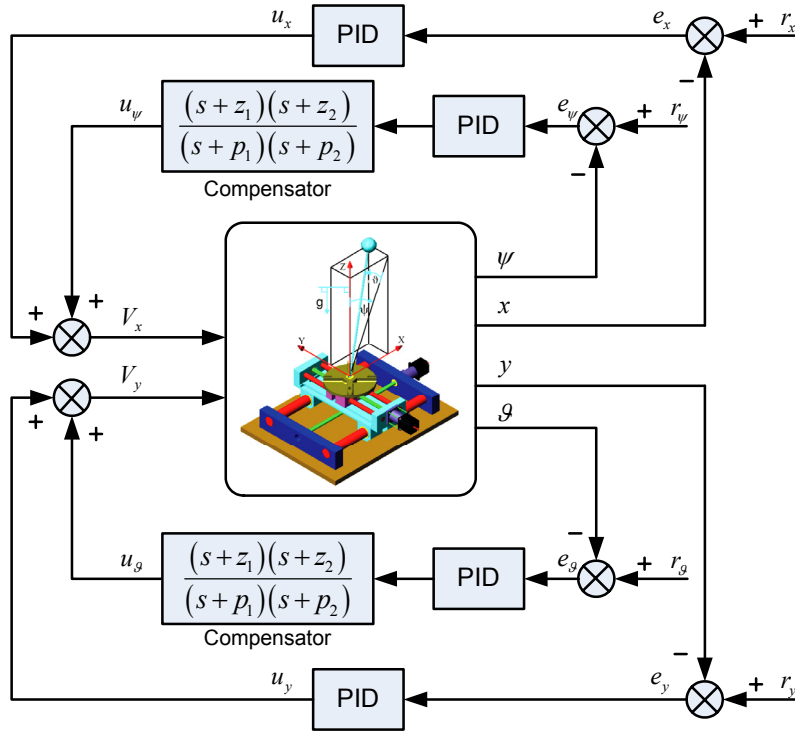 u_x PID e_x + r_x
−
u_ψ (s + z_1)(s + z_2) / (s + p_1)(s + p_2) PID e_ψ + r_ψ
−
Compensator
Z
g
ϑ
ψ
Y X
ψ
x
y
ϑ
+ + V_x
+ + V_y
−
u_ϑ (s + z_1)(s + z_2) / (s + p_1)(s + p_2) PID e_ϑ + r_ϑ
Compensator
−
u_y PID e_y + r_y